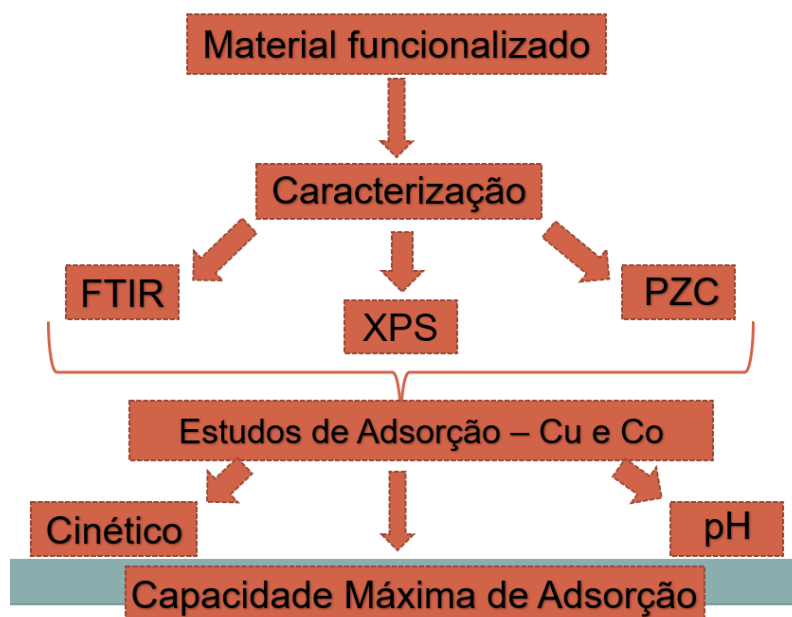 Material funcionalizado
Caracterização
FTIR
XPS
PZC
Estudos de Adsorção – Cu e Co
Cinético
pH
Capacidade Máxima de Adsorção